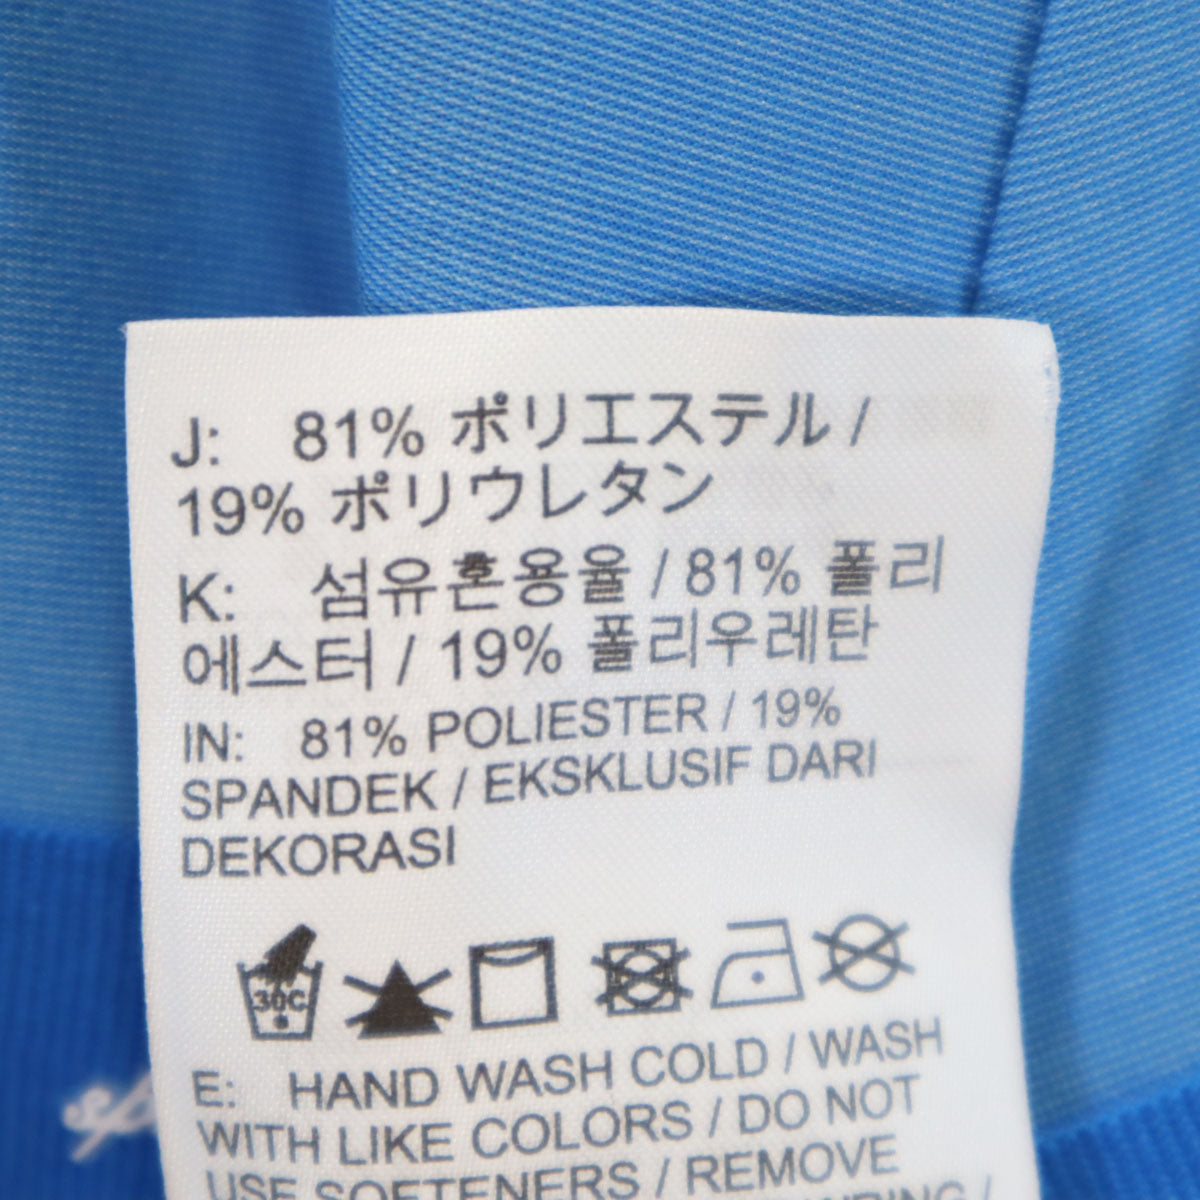 J: 81% ポリエステル /
19% ポリウレタン
K: 섬유혼용율 / 81% 폴리
에스터 / 19% 폴리우레탄
IN: 81% POLIESTER / 19%
SPANDEK / EKSKLUSIF DARI
DEKORASI
30C
E: HAND WASH COLD / WASH
WITH LIKE COLORS / DO NOT
USE SOFTENERS / REMOVE